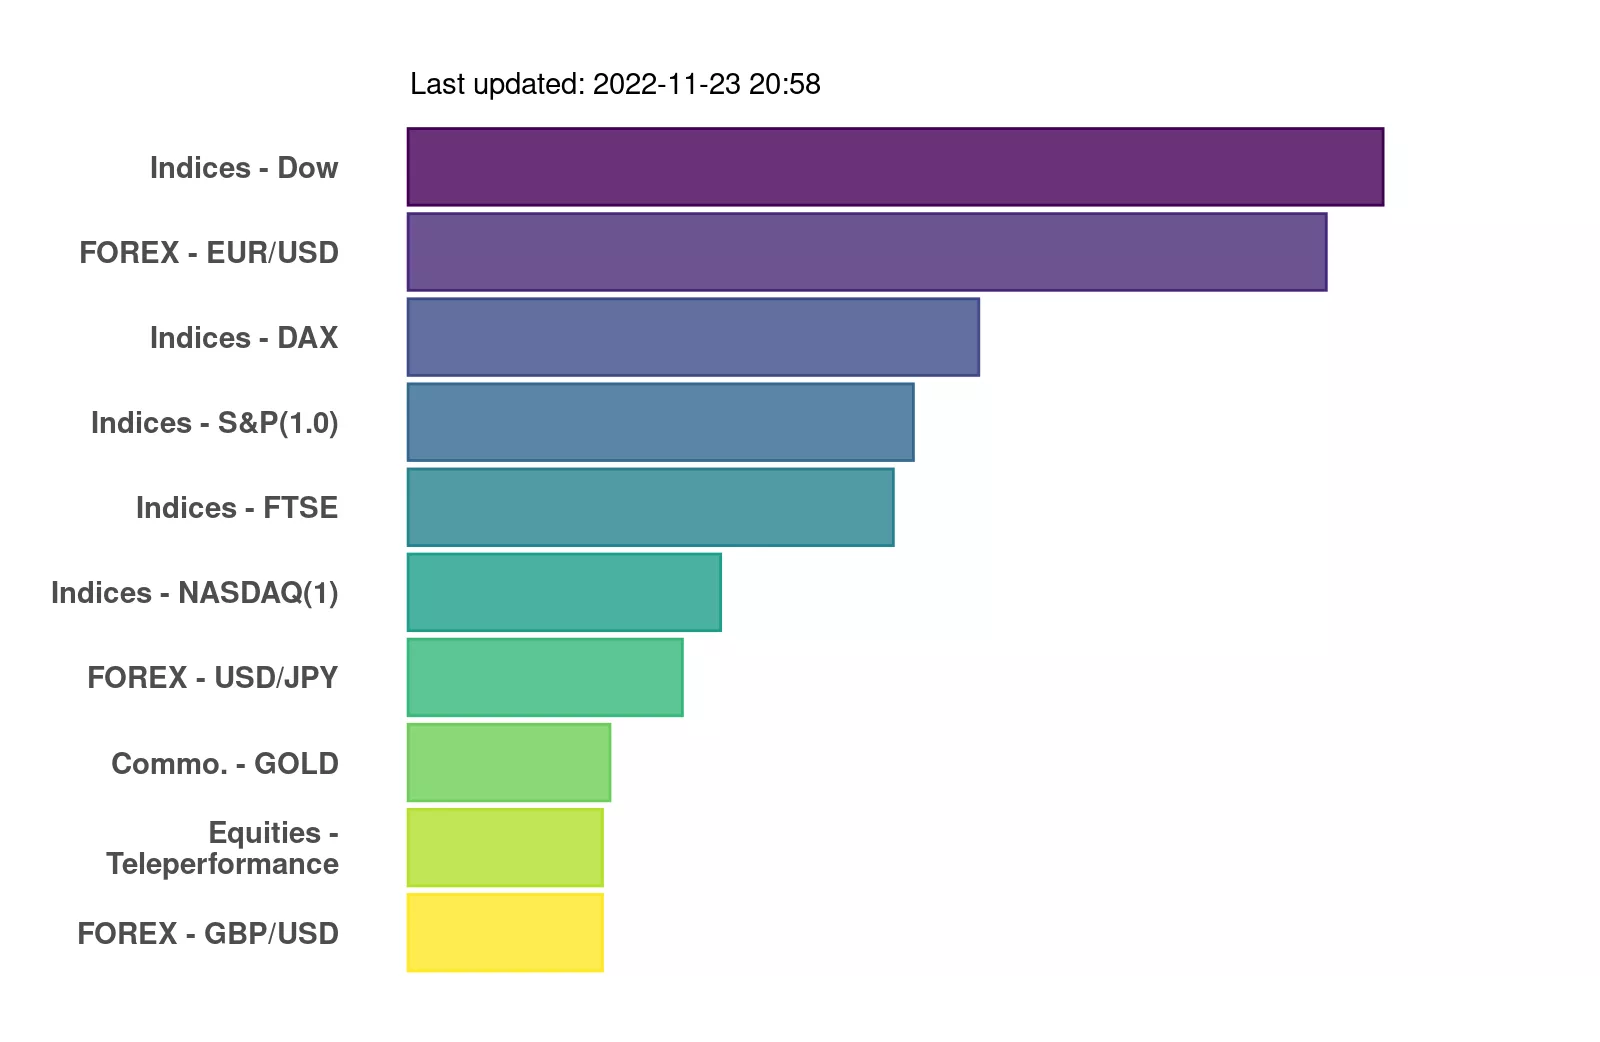 Last updated: 2022-11-23 20:58
Indices - Dow
FOREX - EUR/USD
Indices - DAX
Indices - S&P(1.0)
Indices - FTSE
Indices - NASDAQ(1)
FOREX - USD/JPY
Commo. - GOLD
Equities -
Teleperformance
FOREX - GBP/USD